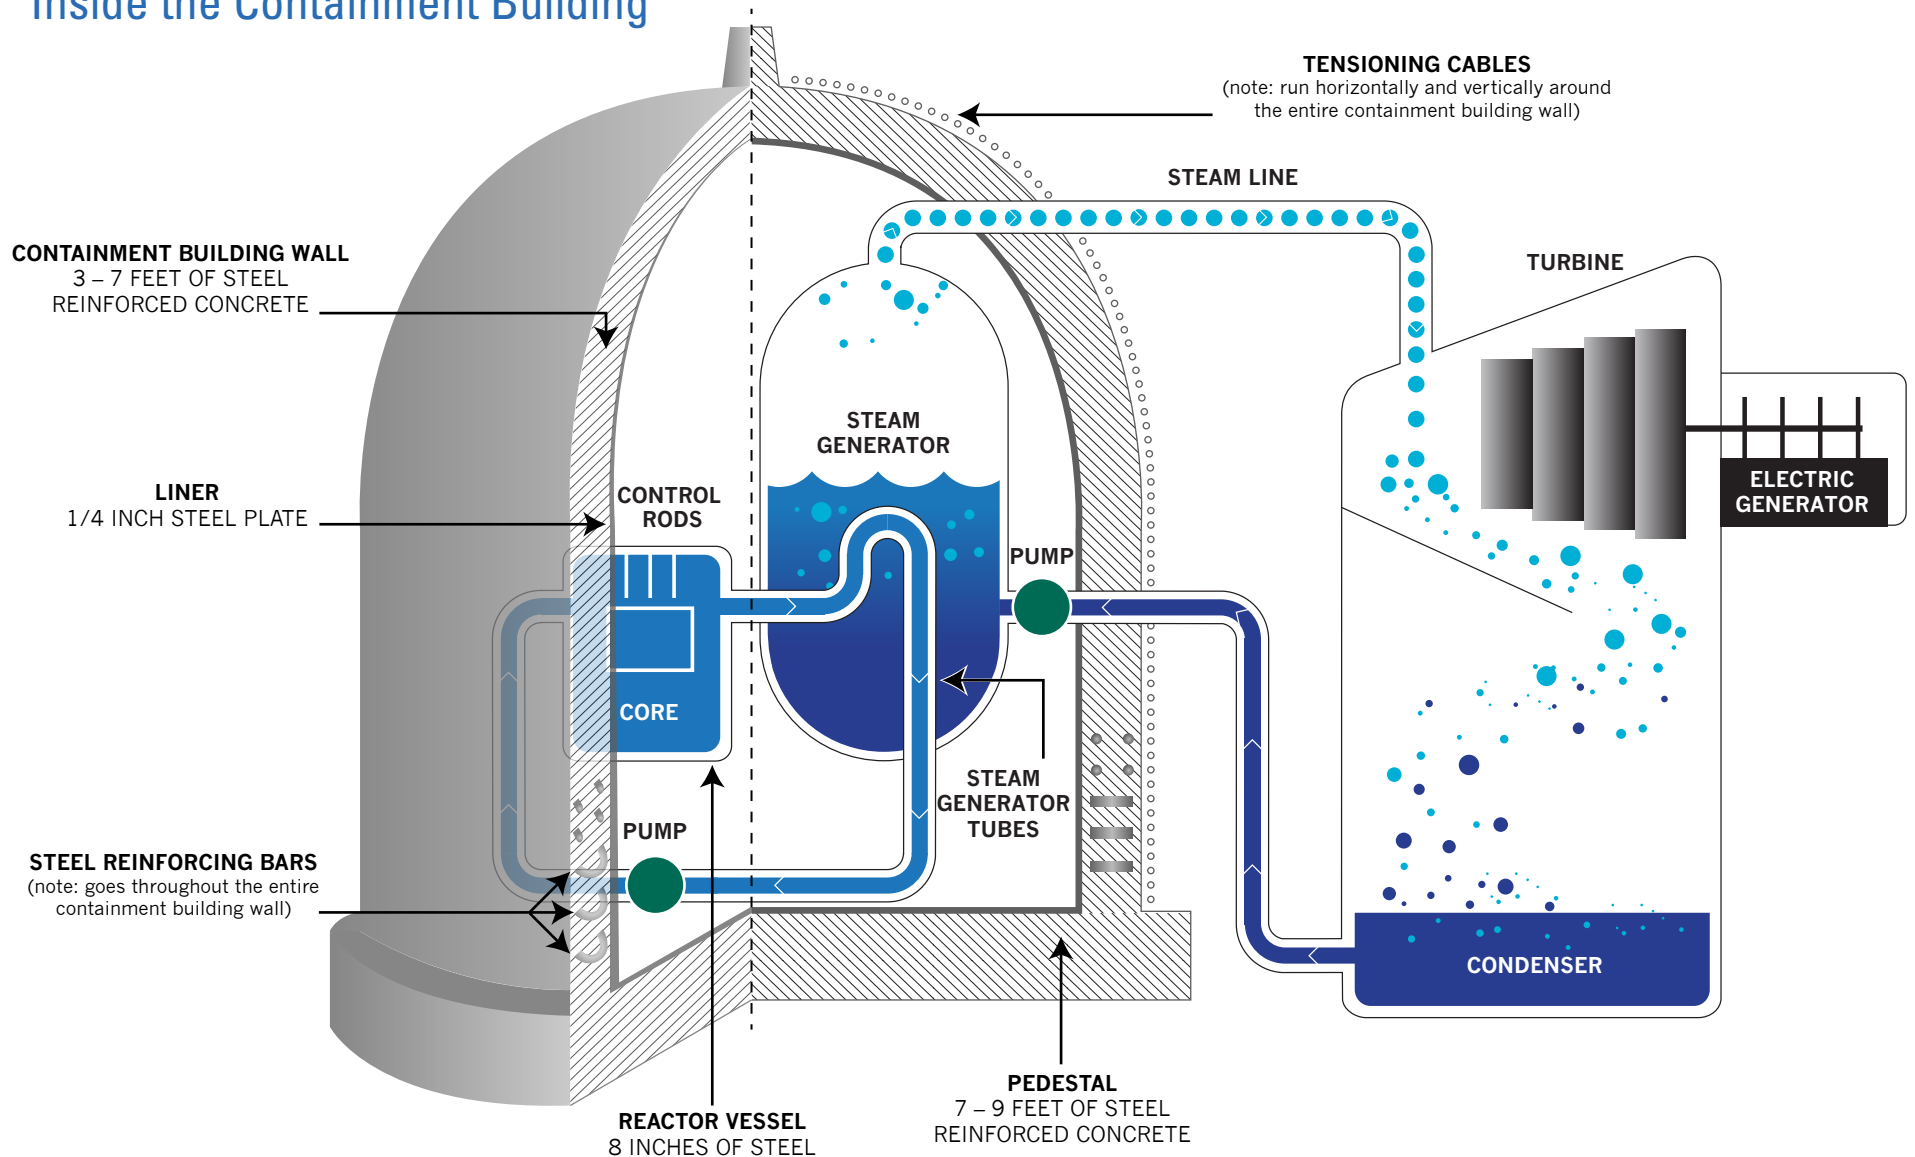 Inside the Containment Building
TENSIONING CABLES
(note: run horizontally and vertically around
the entire containment building wall)
STEAM LINE
CONTAINMENT BUILDING WALL
3 – 7 FEET OF STEEL
REINFORCED CONCRETE
TURBINE
STEAM
GENERATOR
LINER
1/4 INCH STEEL PLATE
CONTROL
RODS
ELECTRIC
GENERATOR
PUMP
CORE
STEAM
GENERATOR
TUBES
PUMP
STEEL REINFORCING BARS
(note: goes throughout the entire
containment building wall)
CONDENSER
PEDESTAL
7 – 9 FEET OF STEEL
REINFORCED CONCRETE
REACTOR VESSEL
8 INCHES OF STEEL